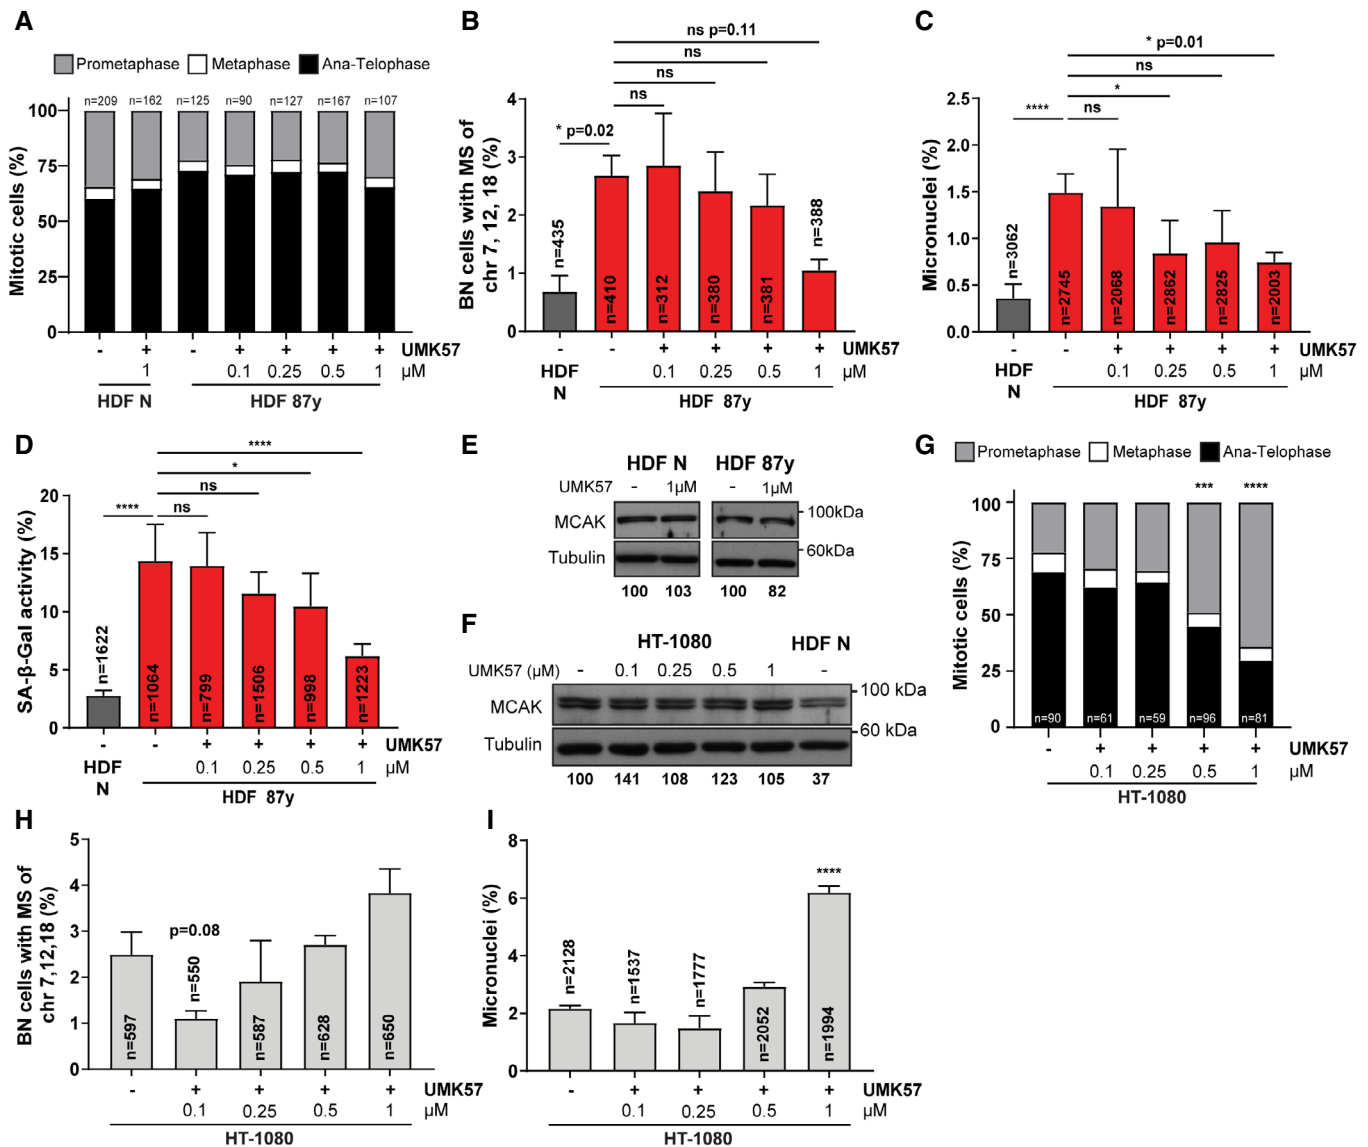 A
Prometaphase Metaphase Ana-Telophase
n=209 n=162 n=125 n=90 n=127 n=167 n=107
Mitotic cells (%)
100
75
50
25
0
- + - + + + + UMK57
1 0.1 0.25 0.5 1 µM
HDF N HDF 87y
B
ns p=0.11
ns
ns
ns
* p=0.02
BN cells with MS of
chr 7, 12, 18 (%)
4
3
2
1
0
n=435 n=410 n=312 n=380 n=381 n=388
- - + + + + UMK57
0.1 0.25 0.5 1 µM
HDF
N
HDF 87y
C
* p=0.01
ns
*
**** ns
Micronuclei (%)
2.5
2.0
1.5
1.0
0.5
0.0
n=3062 n=2745 n=2068 n=2862 n=2825 n=2003
- - + + + + UMK57
0.1 0.25 0.5 1 µM
HDF
N
HDF 87y
D
****
*
ns
**** ns
SA-β-Gal activity (%)
20
15
10
5
0
n=1622 n=1064 n=799 n=1506 n=998 n=1223
- - + + + + UMK57
0.1 0.25 0.5 1 µM
HDF
N
HDF 87y
E
HDF N HDF 87y
UMK57 - 1µM - 1µM
MCAK 100kDa
Tubulin 60kDa
100 103 100 82
F
HT-1080 HDF N
UMK57 (µM) - 0.1 0.25 0.5 1 -
MCAK 100 kDa
60 kDa
Tubulin
100 141 108 123 105 37
G
Prometaphase Metaphase Ana-Telophase
*** ****
Mitotic cells (%)
100
75
50
25
0
n=90 n=61 n=59 n=96 n=81
- + + + + UMK57
0.1 0.25 0.5 1 µM
HT-1080
H
BN cells with MS of
chr 7,12,18 (%)
5
4
3
2
1
0
p=0.08
n=597 n=550 n=587 n=628 n=650
- + + + + UMK57
0.1 0.25 0.5 1 µM
HT-1080
I
Micronuclei (%)
8
6
4
2
0
****
n=2128 n=1537 n=1777 n=2052 n=1994
- + + + + UMK57
0.1 0.25 0.5 1 µM
HT-1080